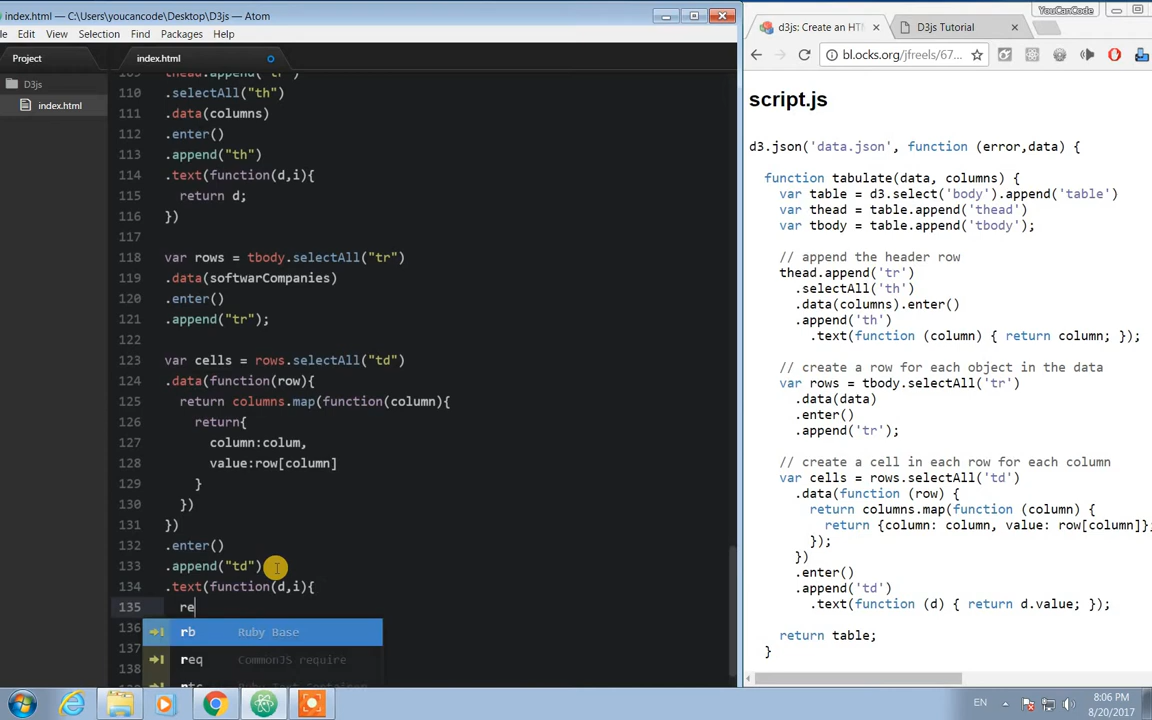 index.html — C:\Users\youcancode\Desktop\D3js — Atom
YouCanCode
Edit View Selection Find Packages Help
Project
index.html
D3js
index.html
110 .selectAll("th")
111 .data(columns)
112 .enter()
113 .append("th")
114 .text(function(d,i){
115 return d;
116 })
117
118 var rows = tbody.selectAll("tr")
119 .data(softwarCompanies)
120 .enter()
121 .append("tr");
122
123 var cells = rows.selectAll("td")
124 .data(function(row){
125 return columns.map(function(column){
126 return{
127 column:colum,
128 value:row[column]
129 }
130 })
131 })
132 .enter()
133 .append("td")
134 .text(function(d,i){
135 re
136 rb Ruby Base
137 req CommonJS require
138
d3js: Create an HT
D3js Tutorial
bl.ocks.org/jfreels/67
script.js
d3.json('data.json', function (error,data) {
function tabulate(data, columns) {
var table = d3.select('body').append('table')
var thead = table.append('thead')
var tbody = table.append('tbody');
// append the header row
thead.append('tr')
.selectAll('th')
.data(columns).enter()
.append('th')
.text(function (column) { return column; });
// create a row for each object in the data
var rows = tbody.selectAll('tr')
.data(data)
.enter()
.append('tr');
// create a cell in each row for each column
var cells = rows.selectAll('td')
.data(function (row) {
return columns.map(function (column) {
return {column: column, value: row[column]};
});
})
.enter()
.append('td')
.text(function (d) { return d.value; });
return table;
}
EN
8:06 PM
8/20/2017